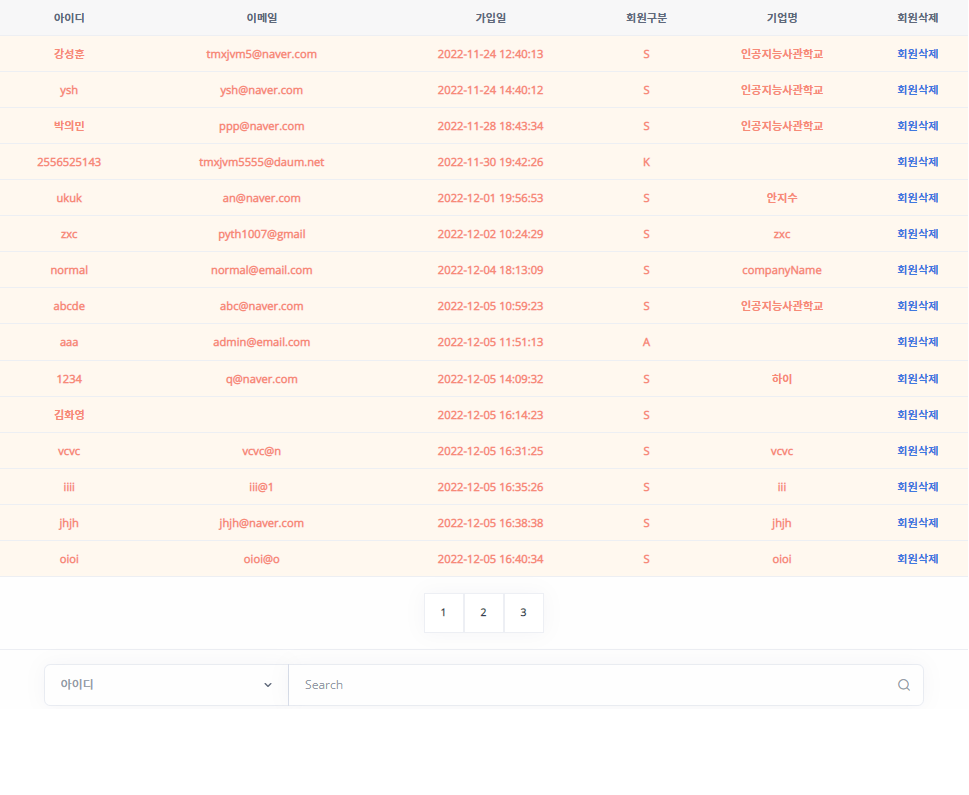 아이디 이메일 가입일 회원구분 기업명 회원삭제
강성훈 tmxjvm5@naver.com 2022-11-24 12:40:13 S 인공지능사관학교 회원삭제
ysh ysh@naver.com 2022-11-24 14:40:12 S 인공지능사관학교 회원삭제
박의민 ppp@naver.com 2022-11-28 18:43:34 S 인공지능사관학교 회원삭제
2556525143 tmxjvm5555@daum.net 2022-11-30 19:42:26 K 회원삭제
ukuk an@naver.com 2022-12-01 19:56:53 S 안지수 회원삭제
zxc pyth1007@gmail 2022-12-02 10:24:29 S zxc 회원삭제
normal normal@email.com 2022-12-04 18:13:09 S companyName 회원삭제
abcde abc@naver.com 2022-12-05 10:59:23 S 인공지능사관학교 회원삭제
aaa admin@email.com 2022-12-05 11:51:13 A 회원삭제
1234 q@naver.com 2022-12-05 14:09:32 S 하이 회원삭제
김화영 2022-12-05 16:14:23 S 회원삭제
vcvc vcvc@n 2022-12-05 16:31:25 S vcvc 회원삭제
iiii iii@1 2022-12-05 16:35:26 S iii 회원삭제
jhjh jhjh@naver.com 2022-12-05 16:38:38 S jhjh 회원삭제
oioi oioi@o 2022-12-05 16:40:34 S oioi 회원삭제
1 2 3
아이디 Search